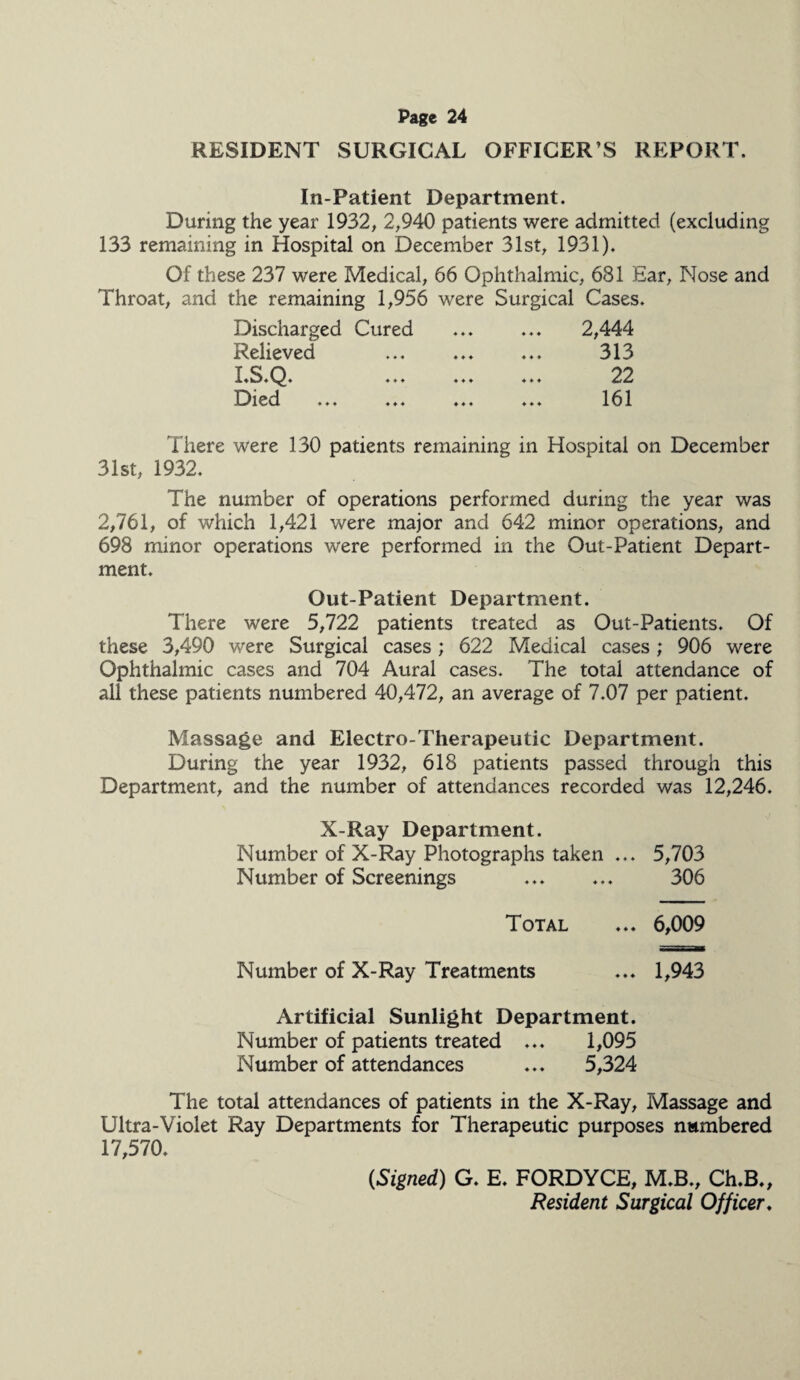 Page 24
RESIDENT SURGICAL OFFICER'S REPORT.
In-Patient Department.
During the year 1932, 2,940 patients were admitted (excluding
133 remaining in Hospital on December 31st, 1931).
Of these 237 were Medical, 66 Ophthalmic, 681 Ear, Nose and
Throat, and the remaining 1,956 were Surgical Cases.
Discharged Cured ... ... 2,444
Relieved ... ... ... 313
I.S.Q. ... ... ... 22
Died ... ... ... ... 161
There were 130 patients remaining in Hospital on December
31st, 1932.
The number of operations performed during the year was
2,761, of which 1,421 were major and 642 minor operations, and
698 minor operations were performed in the Out-Patient Depart-
ment.
Out-Patient Department.
There were 5,722 patients treated as Out-Patients. Of
these 3,490 were Surgical cases ; 622 Medical cases ; 906 were
Ophthalmic cases and 704 Aural cases. The total attendance of
all these patients numbered 40,472, an average of 7.07 per patient.
Massage and Electro-Therapeutic Department.
During the year 1932, 618 patients passed through this
Department, and the number of attendances recorded was 12,246.
X-Ray Department.
Number of X-Ray Photographs taken ... 5,703
Number of Screenings ... ... 306
TOTAL ... 6,009
Number of X-Ray Treatments ... 1,943
Artificial Sunlight Department.
Number of patients treated ... 1,095
Number of attendances ... 5,324
The total attendances of patients in the X-Ray, Massage and
Ultra-Violet Ray Departments for Therapeutic purposes numbered
17,570.
(Signed) G. E. FORDYCE, M.B., Ch.B.,
Resident Surgical Officer.